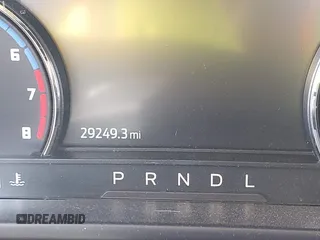 6
7
8
29249.3 mi
P R N D L
DREAMBID